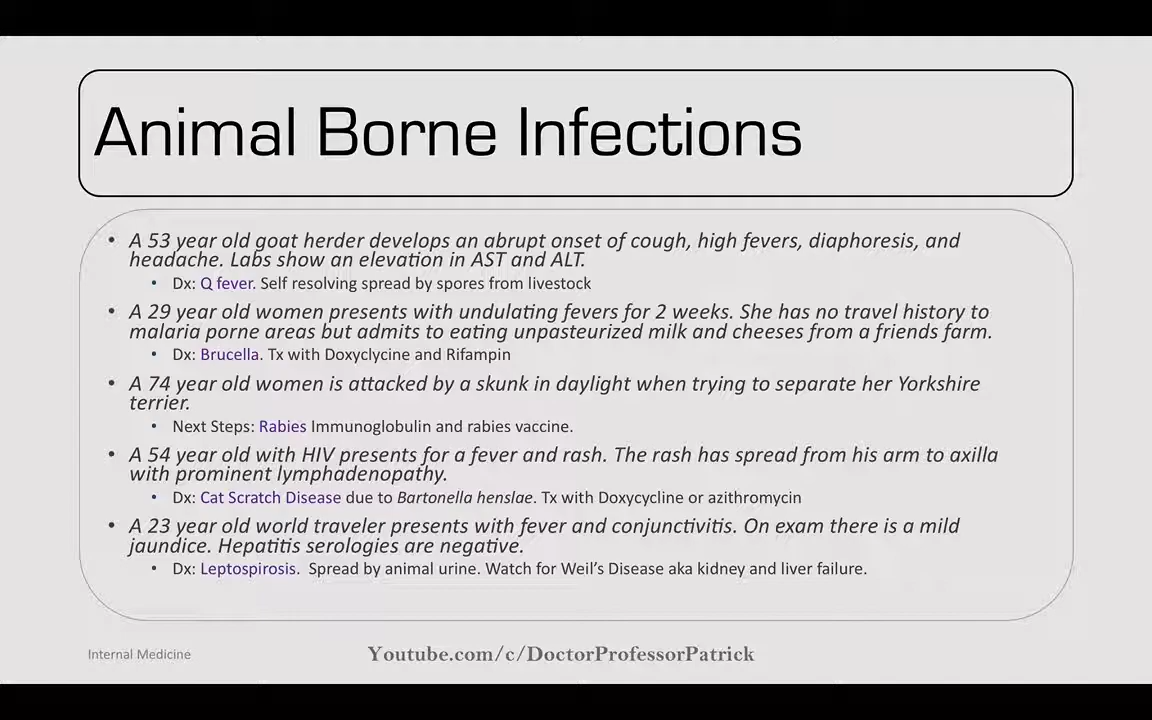 Animal Borne Infections
• A 53 year old goat herder develops an abrupt onset of cough, high fevers, diaphoresis, and
headache. Labs show an elevation in AST and ALT.
• Dx: Q fever. Self resolving spread by spores from livestock
• A 29 year old women presents with undulating fevers for 2 weeks. She has no travel history to
malaria porne areas but admits to eating unpasteurized milk and cheeses from a friends farm.
• Dx: Brucella. Tx with Doxyclycine and Rifampin
• A 74 year old women is attacked by a skunk in daylight when trying to separate her Yorkshire
terrier.
• Next Steps: Rabies Immunoglobulin and rabies vaccine.
• A 54 year old with HIV presents for a fever and rash. The rash has spread from his arm to axilla
with prominent lymphadenopathy.
• Dx: Cat Scratch Disease due to Bartonella henslae. Tx with Doxycycline or azithromycin
• A 23 year old world traveler presents with fever and conjunctivitis. On exam there is a mild
jaundice. Hepatitis serologies are negative.
• Dx: Leptospirosis. Spread by animal urine. Watch for Weil's Disease aka kidney and liver failure.
Internal Medicine
Youtube.com/c/DoctorProfessorPatrick